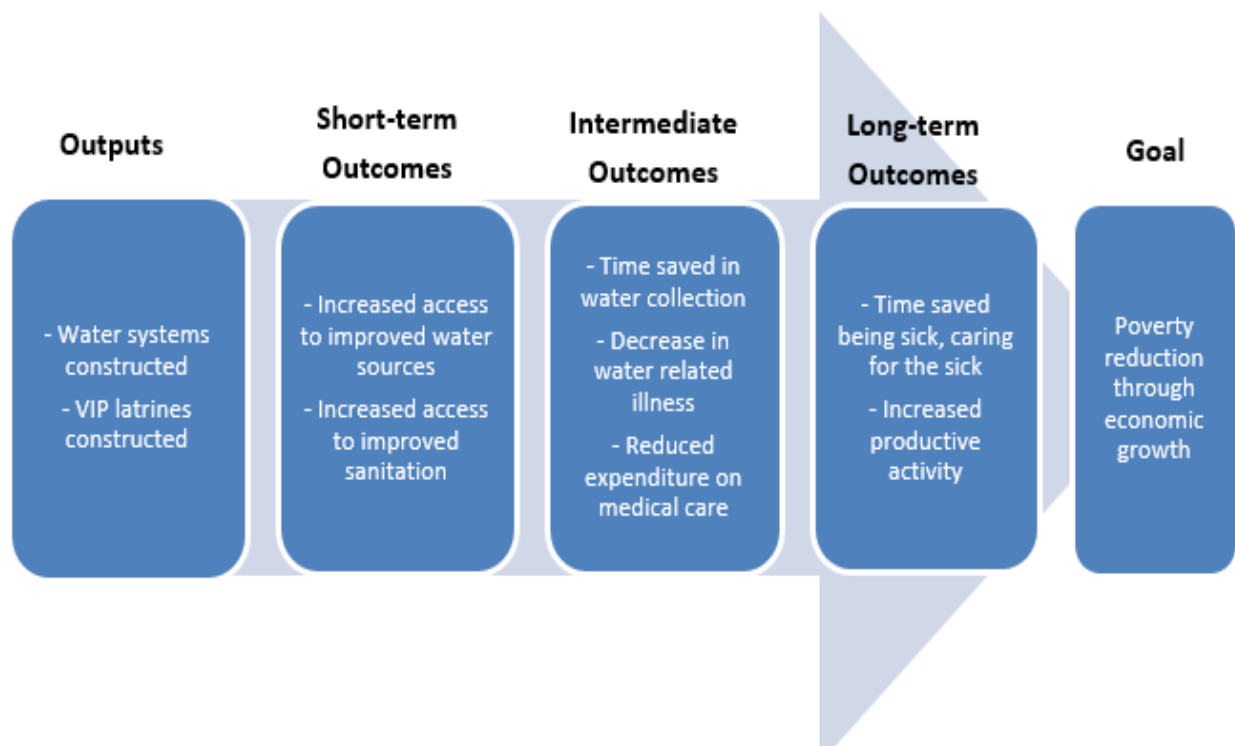 Outputs
Short-term
Outcomes
Intermediate
Outcomes
Long-term
Outcomes
Goal
- Water systems
constructed
- VIP latrines
constructed
- Increased access
to improved water
sources
- Increased access
to improved
sanitation
- Time saved in
water collection
- Decrease in
water related
illness
- Reduced
expenditure on
medical care
- Time saved
being sick, caring
for the sick
- Increased
productive
activity
Poverty
reduction
through
economic
growth